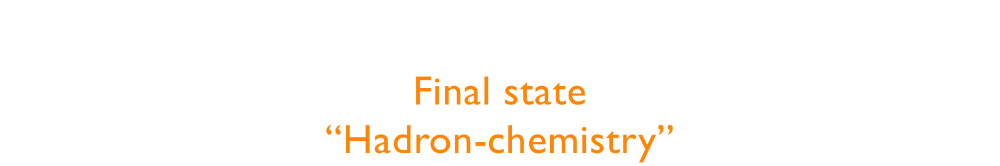 Final state
“Hadron-chemistry”